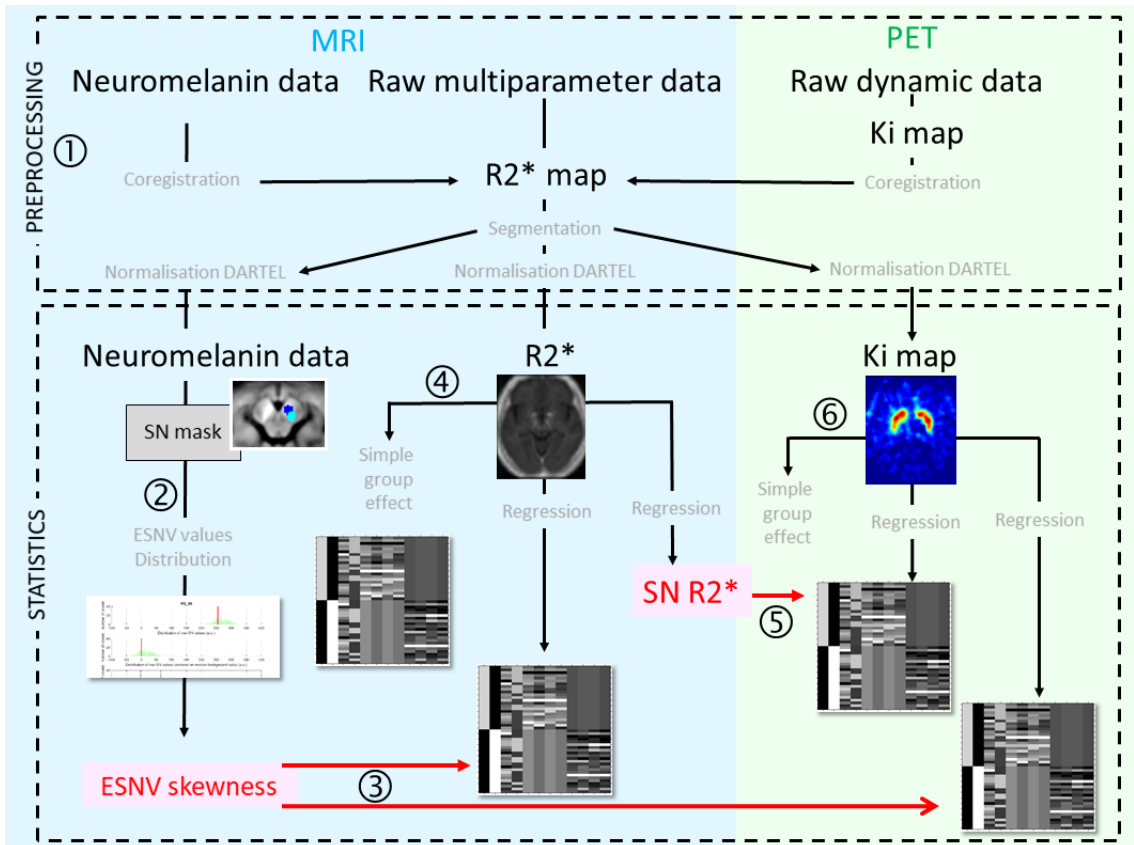 MRI
PET
PREPROCESSING
①
Neuromelanin data
Raw multiparameter data
Raw dynamic data
Ki map
Coregistration
R2* map
Coregistration
Segmentation
Normalisation DARTEL
Normalisation DARTEL
Normalisation DARTEL
STATISTICS
Neuromelanin data
R2*
Ki map
SN mask
②
ESNV values
Distribution
④
Simple
group
effect
Regression
Regression
SN R2*
⑤
⑥
Simple
group
effect
Regression
Regression
ESNV skewness
③